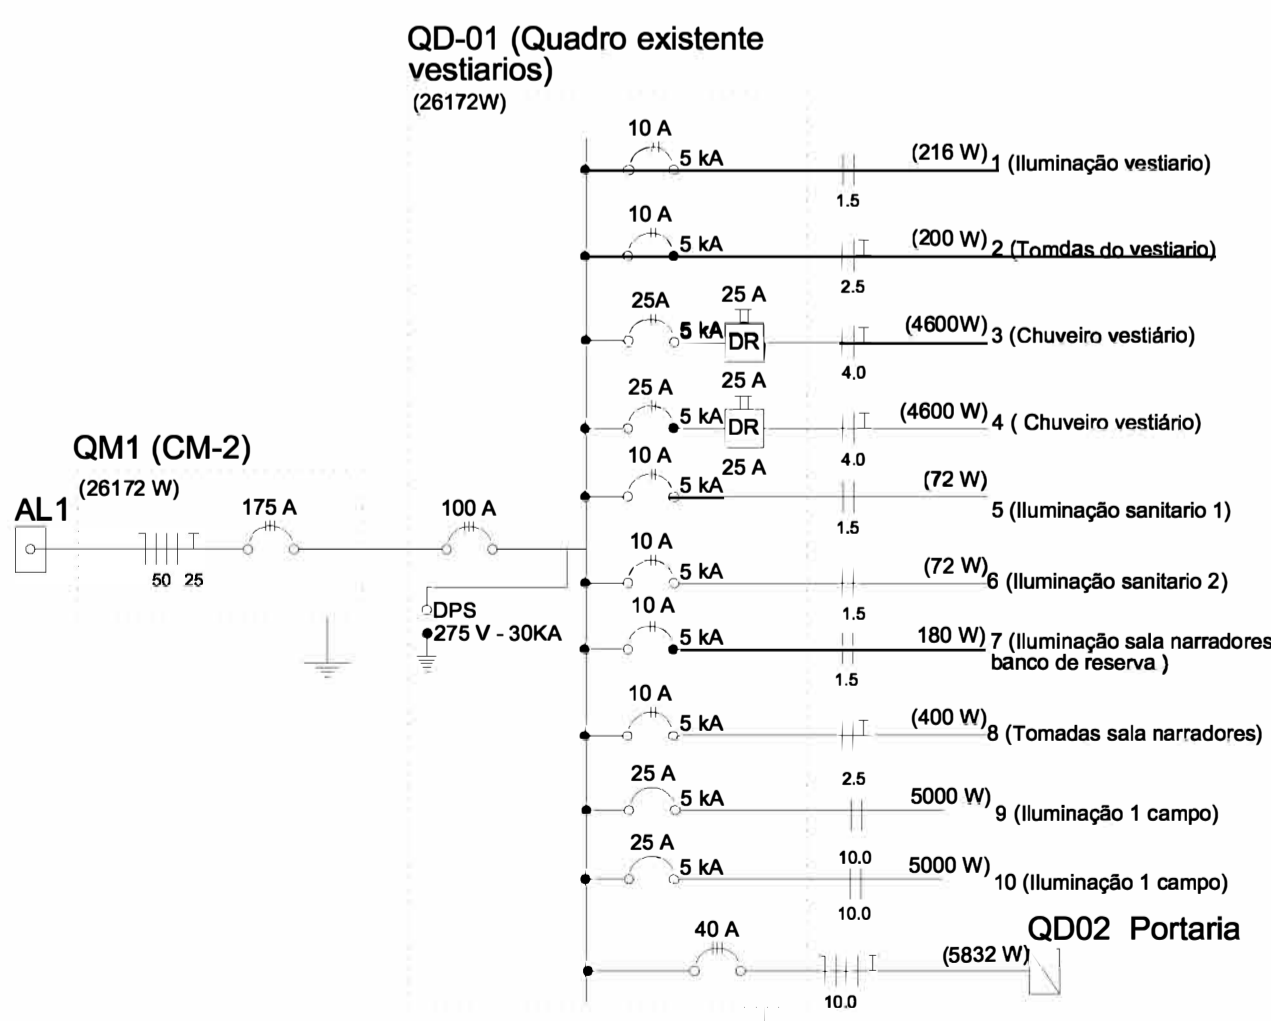 QD-01 (Quadro existente
vestiarios)
(26172W)
10 A
5 kA
(216 W)
1 (Iluminação vestiario)
1.5
10 A
5 kA
(200 W)
2 (Tomdas do vestiario)
2.5
25A
5 kA
25 A
DR
(4600W)
3 (Chuveiro vestiário)
4.0
25 A
5 kA
25 A
DR
(4600 W)
4 ( Chuveiro vestiário)
4.0
10 A
5 kA
25 A
(72 W)
5 (Iluminação sanitario 1)
1.5
QM1 (CM-2)
(26172 W)
AL1
175 A
50
25
100 A
DPS
275 V - 30KA
10 A
5 kA
(72 W)
6 (Iluminação sanitario 2)
1.5
10 A
5 kA
180 W)
7 (Iluminação sala narradores
banco de reserva )
1.5
10 A
5 kA
(400 W)
8 (Tomadas sala narradores)
2.5
25 A
5 kA
5000 W)
9 (Iluminação 1 campo)
10.0
25 A
5 kA
5000 W)
10 (Iluminação 1 campo)
10.0
40 A
(5832 W)
QD02 Portaria
10.0